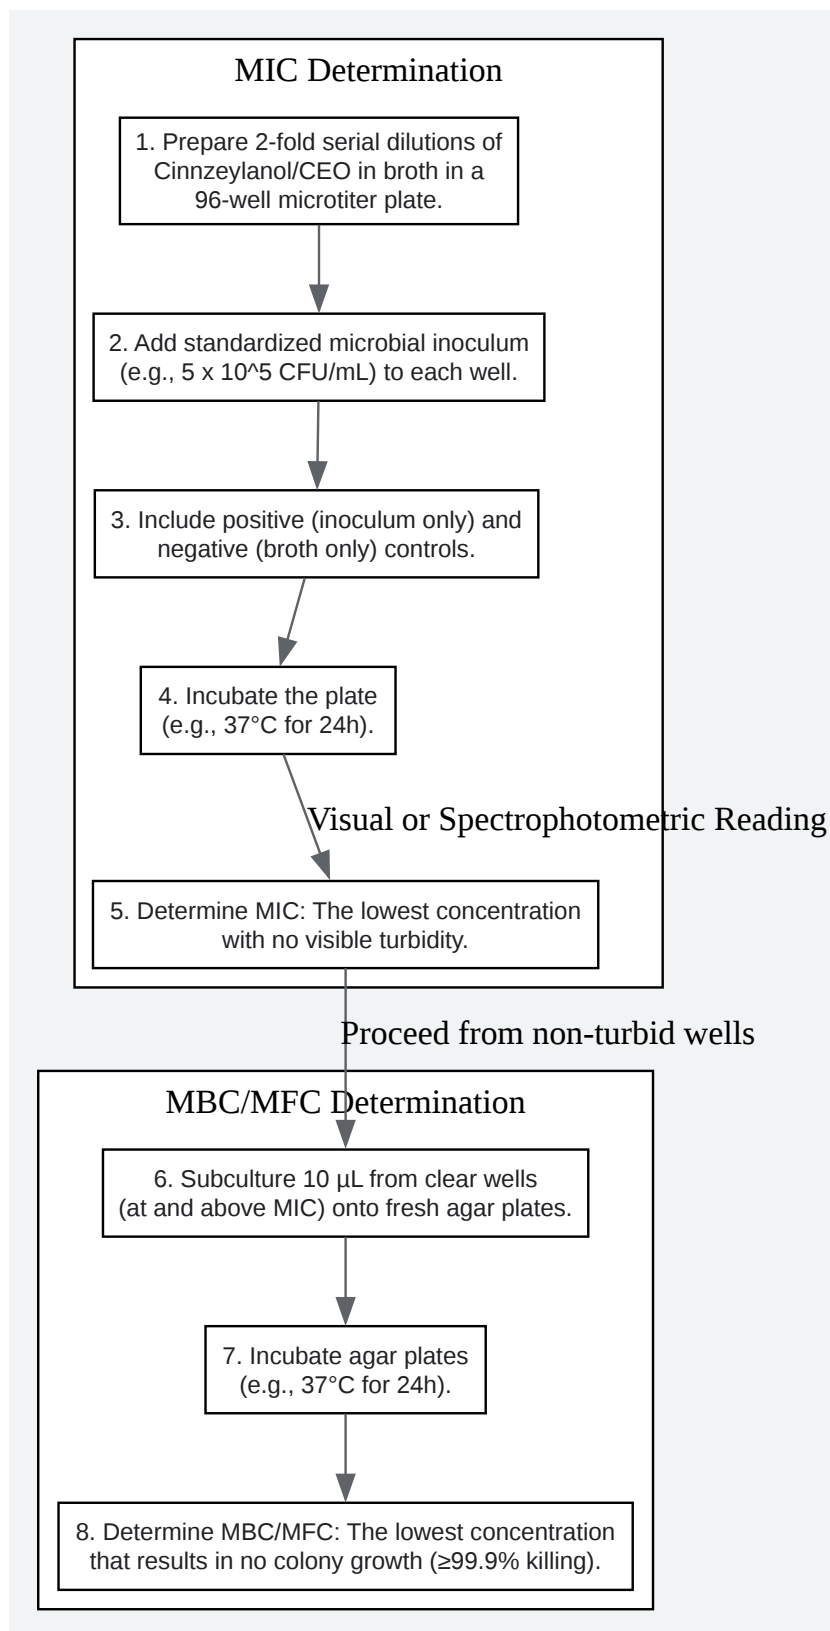 MIC Determination
1. Prepare 2-fold serial dilutions of
Cinnzeylanol/CEO in broth in a
96-well microtiter plate.
2. Add standardized microbial inoculum
(e.g., 5 x 10^5 CFU/mL) to each well.
3. Include positive (inoculum only) and
negative (broth only) controls.
4. Incubate the plate
(e.g., 37°C for 24h).
Visual or Spectrophotometric Reading
5. Determine MIC: The lowest concentration
with no visible turbidity.
Proceed from non-turbid wells
MBC/MFC Determination
6. Subculture 10 µL from clear wells
(at and above MIC) onto fresh agar plates.
7. Incubate agar plates
(e.g., 37°C for 24h).
8. Determine MBC/MFC: The lowest concentration
that results in no colony growth (≥99.9% killing).